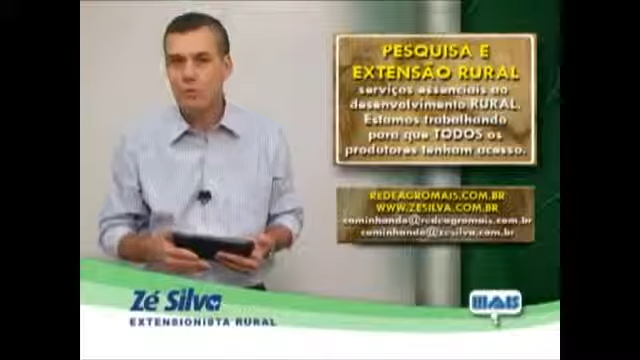 PESQUISA E
EXTENSÃO RURAL
serviços essenciais ao
desenvolvimento RURAL.
Estamos trabalhando
para que TODOS os
produtores tenham acesso.
REDEAGROMAIS.COM.BR
WWW.ZESILVA.COM.BR
caminhando@redeagromais.com.br
caminhando@zesilva.com.br
Zé Silva
EXTENSIONISTA RURAL
MAIS